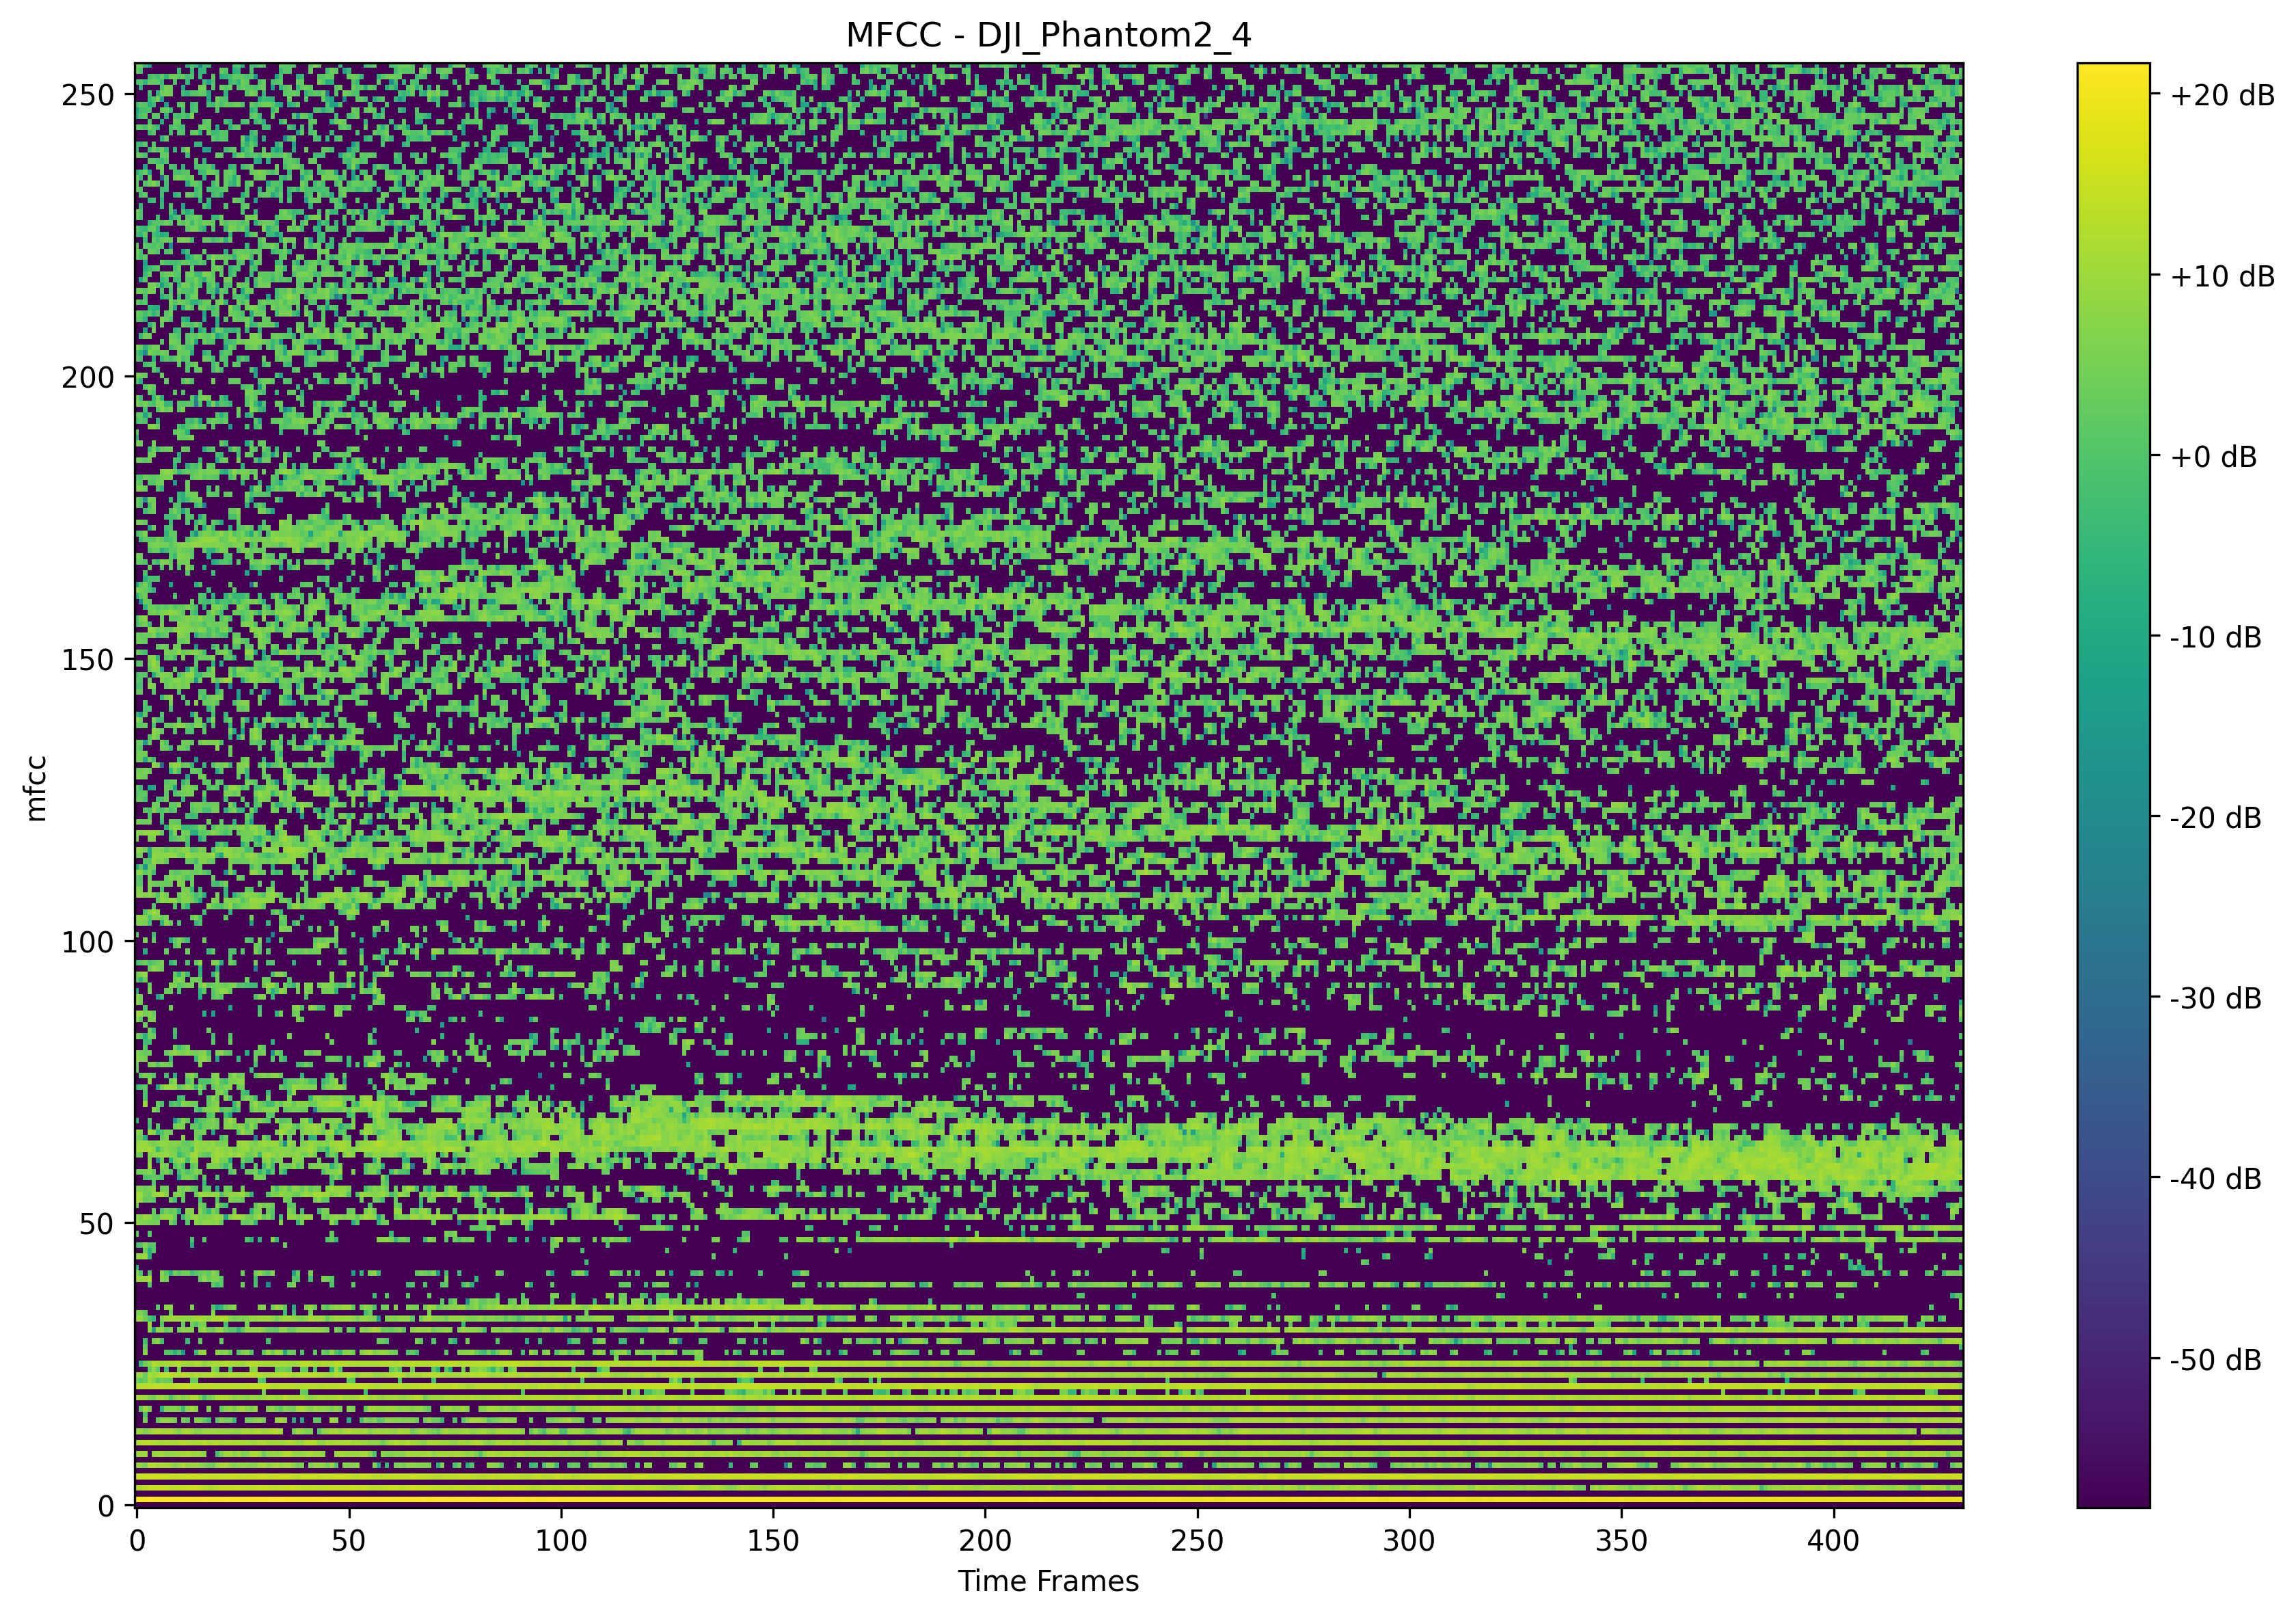 MFCC - DJI_Phantom2_4
250
200
150
100
50
0
mfcc
0 50 100 150 200 250 300 350 400
Time Frames
+20 dB
+10 dB
+0 dB
-10 dB
-20 dB
-30 dB
-40 dB
-50 dB